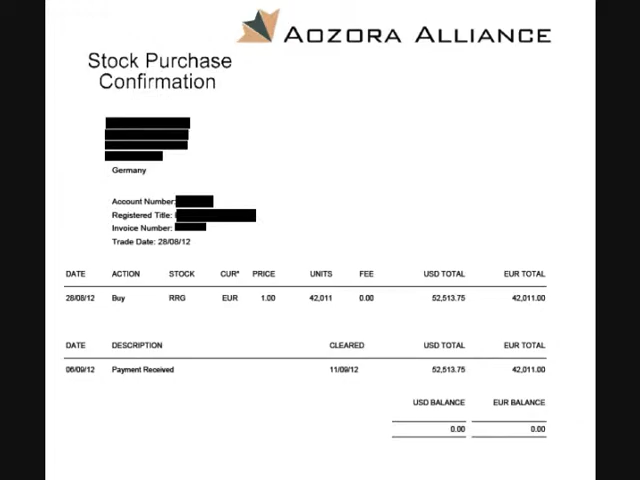 AOZORA ALLIANCE
Stock Purchase
Confirmation
Germany
Account Number:
Registered Title:
Invoice Number:
Trade Date: 28/08/12
DATE ACTION STOCK CUR* PRICE UNITS FEE USD TOTAL EUR TOTAL
28/08/12 Buy RRG EUR 1.00 42,011 0.00 52,513.75 42,011.00
DATE DESCRIPTION CLEARED USD TOTAL EUR TOTAL
06/09/12 Payment Received 11/09/12 52,513.75 42,011.00
USD BALANCE EUR BALANCE
0.00 0.00